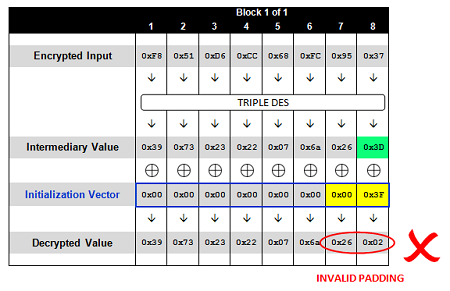 Block 1 of 1
1 2 3 4 5 6 7 8
Encrypted Input 0xF8 0x51 0xD6 0xCC 0x68 0xFC 0x95 0x37
TRIPLE DES
Intermediary Value 0x39 0x73 0x23 0x22 0x07 0x6a 0x26 0x3D
Initialization Vector 0x00 0x00 0x00 0x00 0x00 0x00 0x00 0x3F
Decrypted Value 0x39 0x73 0x23 0x22 0x07 0x6a 0x26 0x02
INVALID PADDING